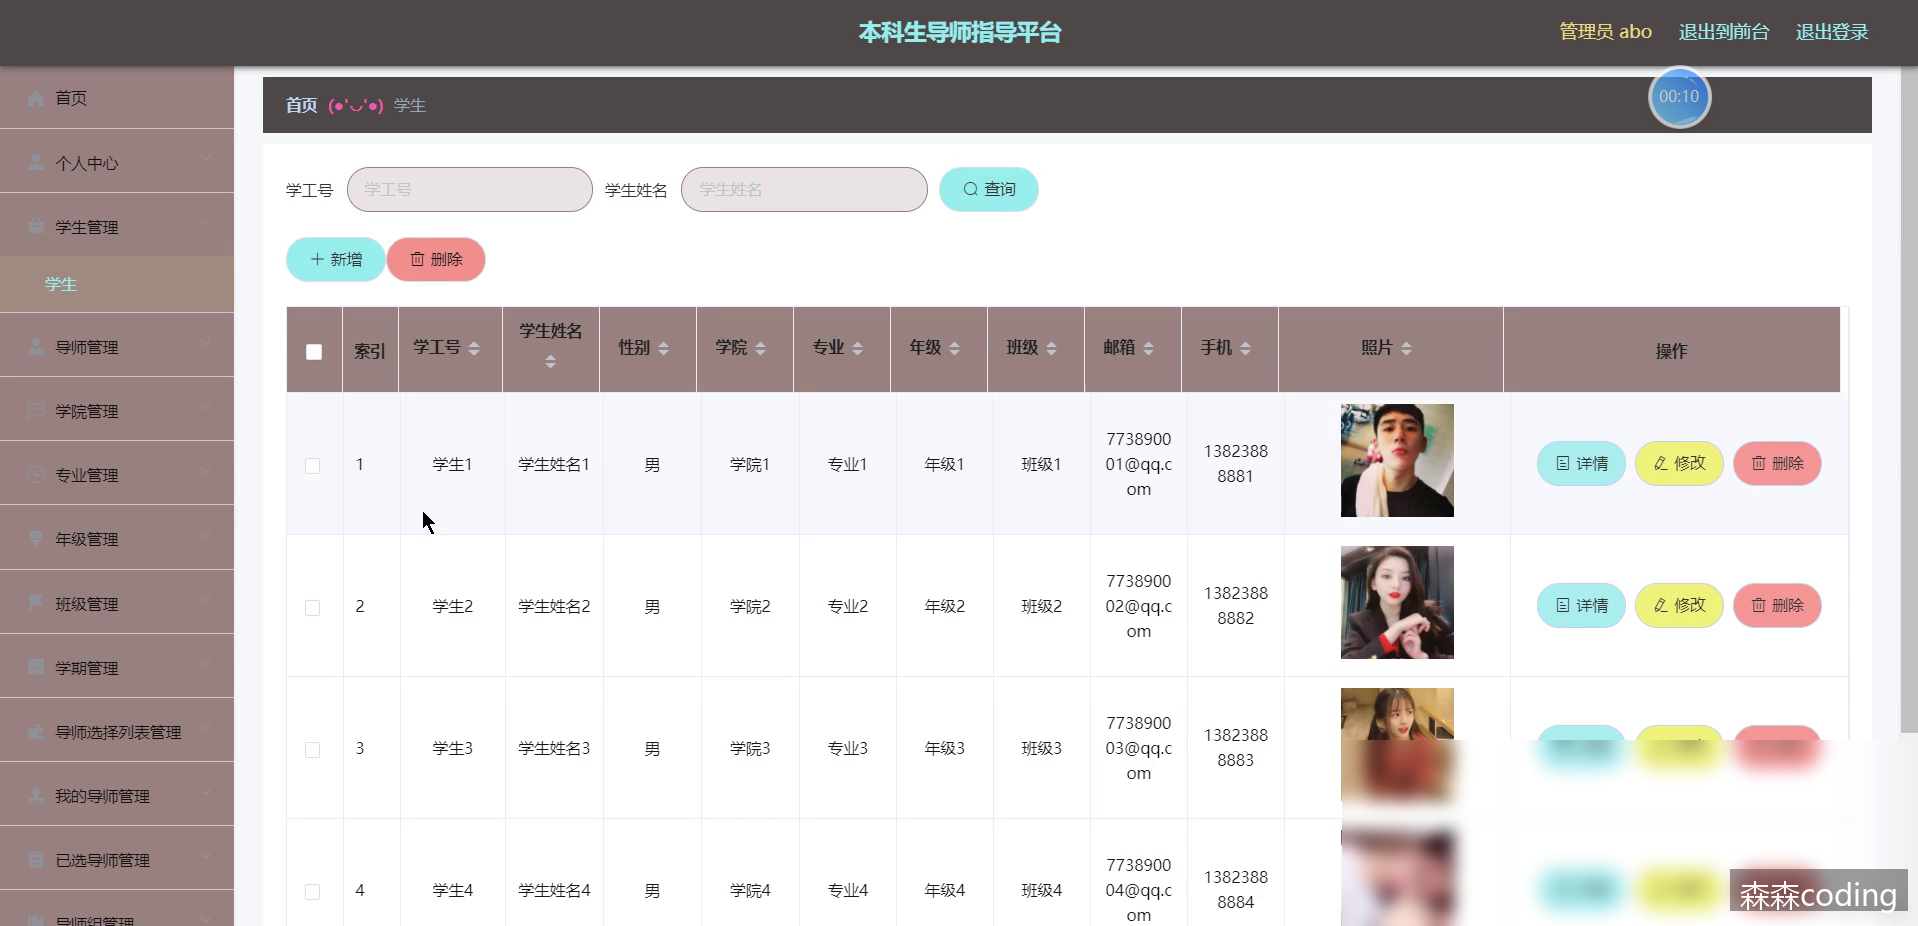 本科生导师指导平台
管理员 abo 退出到前台 退出登录
首页
个人中心
学生管理
学生
导师管理
学院管理
专业管理
年级管理
班级管理
学期管理
导师选择列表管理
我的导师管理
已选导师管理
导师组管理
首页 (●'◡'●) 学生
00:10
学工号 学工号 学生姓名 学生姓名 查询
新增 删除
索引 学工号 学生姓名 性别 学院 专业 年级 班级 邮箱 手机 照片 操作
1 学生1 学生姓名1 男 学院1 专业1 年级1 班级1 773890001@qq.com 13823888881 详情 修改 删除
2 学生2 学生姓名2 男 学院2 专业2 年级2 班级2 773890002@qq.com 13823888882 详情 修改 删除
3 学生3 学生姓名3 男 学院3 专业3 年级3 班级3 773890003@qq.com 13823888883
4 学生4 学生姓名4 男 学院4 专业4 年级4 班级4 773890004@qq.com 13823888884
森森coding